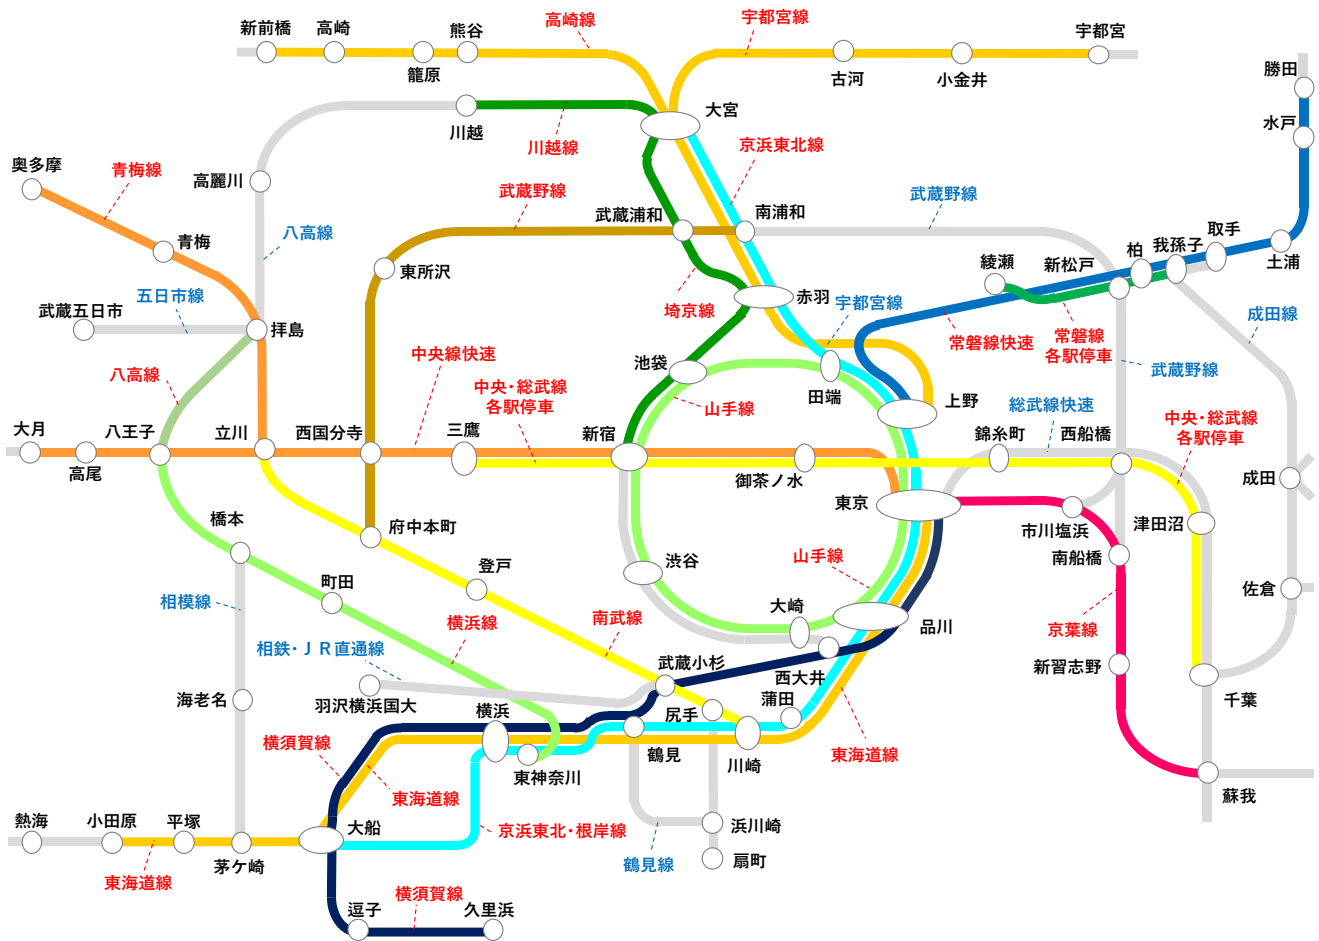 新前橋
高崎
籠原
熊谷
高崎線
宇都宮線
古河
小金井
宇都宮
大宮
勝田
水戸
川越
川越線
京浜東北線
奥多摩
青梅線
高麗川
武蔵野線
武蔵浦和
南浦和
武蔵野線
取手
我孫子
柏
土浦
青梅
八高線
東所沢
綾瀬
新松戸
五日市線
武蔵五日市
拝島
埼京線
赤羽
宇都宮線
常磐線快速
常磐線
各駅停車
成田線
八高線
中央線快速
中央・総武線
各駅停車
池袋
山手線
田端
上野
総武線快速
武蔵野線
中央・総武線
各駅停車
大月
高尾
八王子
立川
西国分寺
三鷹
新宿
御茶ノ水
錦糸町
西船橋
成田
東京
市川塩浜
津田沼
橋本
府中本町
南船橋
登戸
渋谷
山手線
町田
佐倉
相模線
横浜線
南武線
大崎
品川
京葉線
相鉄・ＪＲ直通線
武蔵小杉
西大井
新習志野
羽沢横浜国大
海老名
横浜
尻手
蒲田
千葉
横須賀線
東神奈川
鶴見
川崎
東海道線
東海道線
蘇我
熱海
小田原
平塚
大船
京浜東北・根岸線
浜川崎
東海道線
茅ケ崎
鶴見線
扇町
横須賀線
逗子
久里浜